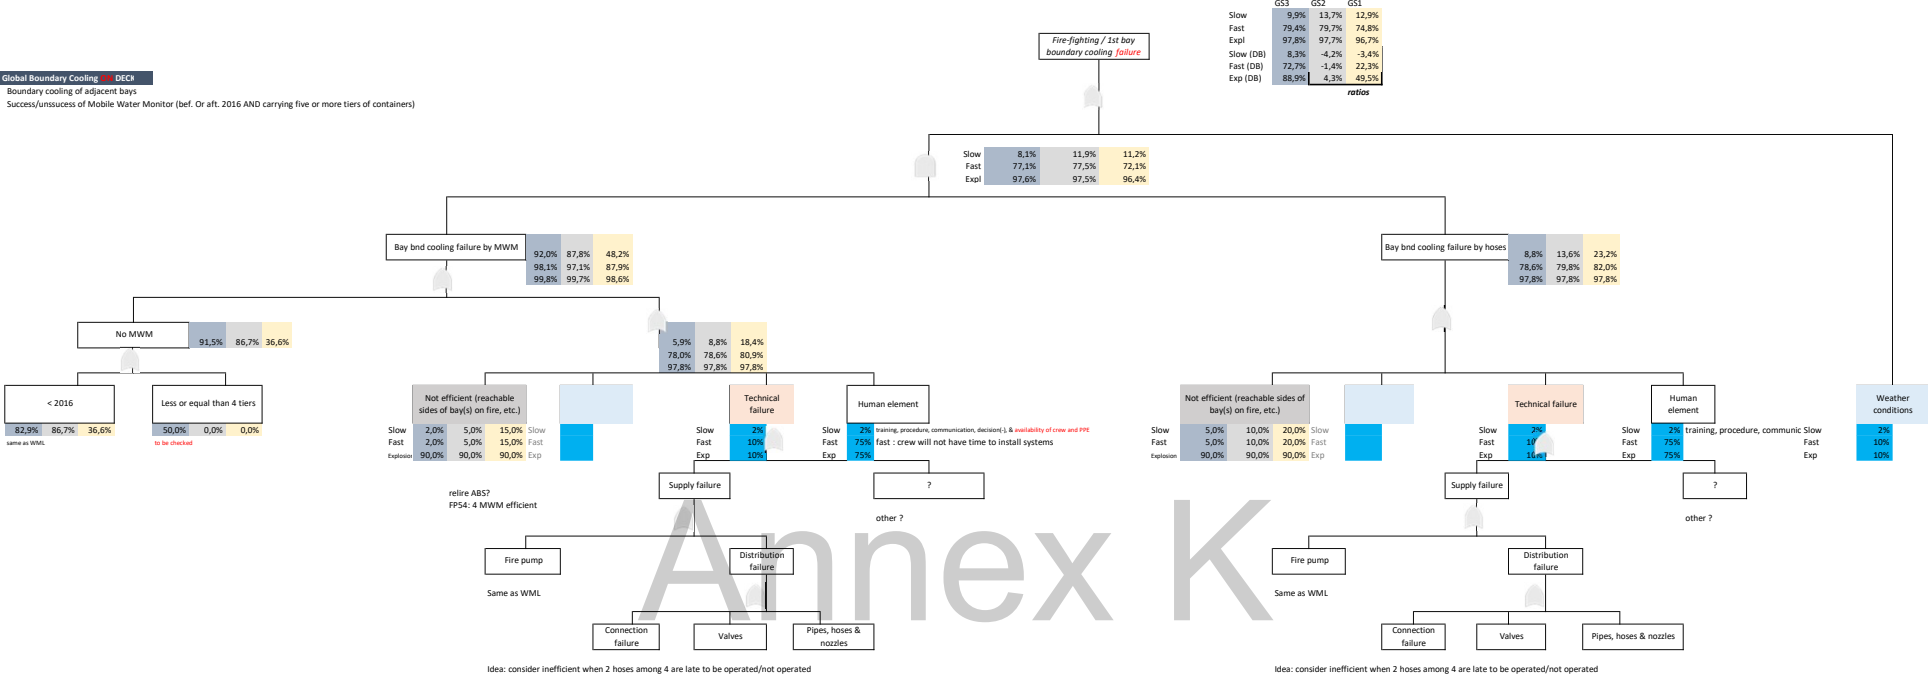 GS3 GS2 GS1
Slow 9,9% 13,7% 12,9%
Fast 79,4% 79,7% 74,8%
Expl 97,8% 97,7% 96,7%
Slow (DB) 8,3% -4,2% -3,4%
Fast (DB) 72,7% -1,4% 22,3%
Exp (DB) 88,9% 4,3% 49,5%
ratios
Fire-fighting / 1st bay
boundary cooling failure
Global Boundary Cooling DECK
Boundary cooling of adjacent bays
Success/unssucess of Mobile Water Monitor (bef. Or aft. 2016 AND carrying five or more tiers of containers)
Slow 8,1% 11,9% 11,2%
Fast 77,1% 77,5% 72,1%
Expl 97,6% 97,5% 96,4%
Bay bnd cooling failure by MWM
92,0% 87,8% 48,2%
98,1% 97,1% 87,9%
99,8% 99,7% 98,6%
Bay bnd cooling failure by hoses
8,8% 13,6% 23,2%
78,6% 79,8% 82,0%
97,8% 97,8% 97,8%
No MWM
91,5% 86,7% 36,6%
5,9% 8,8% 18,4%
78,0% 78,6% 80,9%
97,8% 97,8% 97,8%
< 2016
82,9% 86,7% 36,6%
same as WML
Less or equal than 4 tiers
50,0% 0,0% 0,0%
to be checked
Not efficient (reachable
sides of bay(s) on fire, etc.)
Slow 2,0% 5,0% 15,0% Slow
Fast 2,0% 5,0% 15,0% Fast
Explosion 90,0% 90,0% 90,0% Exp
Technical
failure
Slow 2%
Fast 10%
Exp 10%
Human element
Slow 2% training, procedure, communication, decision(-), & availability of crew and PPE
Fast 75% fast : crew will not have time to install systems
Exp 75%
Not efficient (reachable sides of
bay(s) on fire, etc.)
Slow 5,0% 10,0% 20,0% Slow
Fast 5,0% 10,0% 20,0% Fast
Explosion 90,0% 90,0% 90,0% Exp
Technical failure
Slow 2%
Fast
Exp
Human
element
Slow 2% training, procedure, communic
Fast 75%
Exp 75%
Weather
conditions
Slow 2%
Fast 10%
Exp 10%
relire ABS?
FP54: 4 MWM efficient
Supply failure
?
other ?
Supply failure
?
other ?
Annex K
Fire pump
Same as WML
Distribution
failure
Fire pump
Same as WML
Distribution
failure
Connection
failure
Valves
Pipes, hoses &
nozzles
Connection
failure
Valves
Pipes, hoses & nozzles
Idea: consider inefficient when 2 hoses among 4 are late to be operated/not operated
Idea: consider inefficient when 2 hoses among 4 are late to be operated/not operated